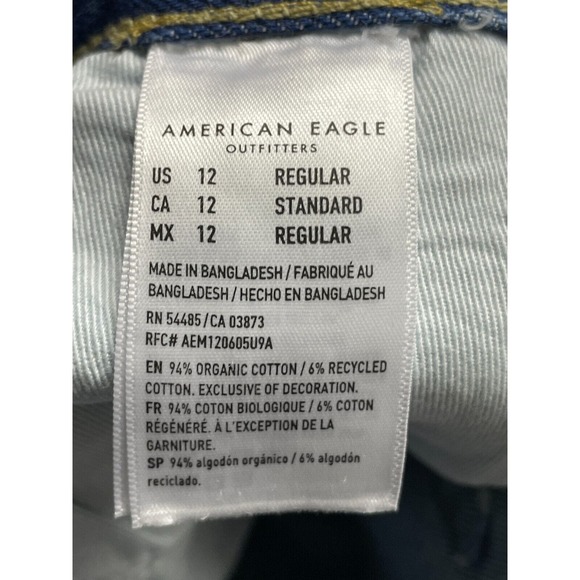 AMERICAN EAGLE
OUTFITTERS
US 12 REGULAR
CA 12 STANDARD
MX 12 REGULAR
MADE IN BANGLADESH / FABRIQUÉ AU
BANGLADESH / HECHO EN BANGLADESH
RN 54485 / CA 03873
RFC# AEM120605U9A
EN 94% ORGANIC COTTON / 6% RECYCLED
COTTON. EXCLUSIVE OF DECORATION.
FR 94% COTON BIOLOGIQUE / 6% COTON
RÉGÉNÉRÉ. À L'EXCEPTION DE LA
GARNITURE.
SP 94% algodón orgánico / 6% algodón
reciclado.